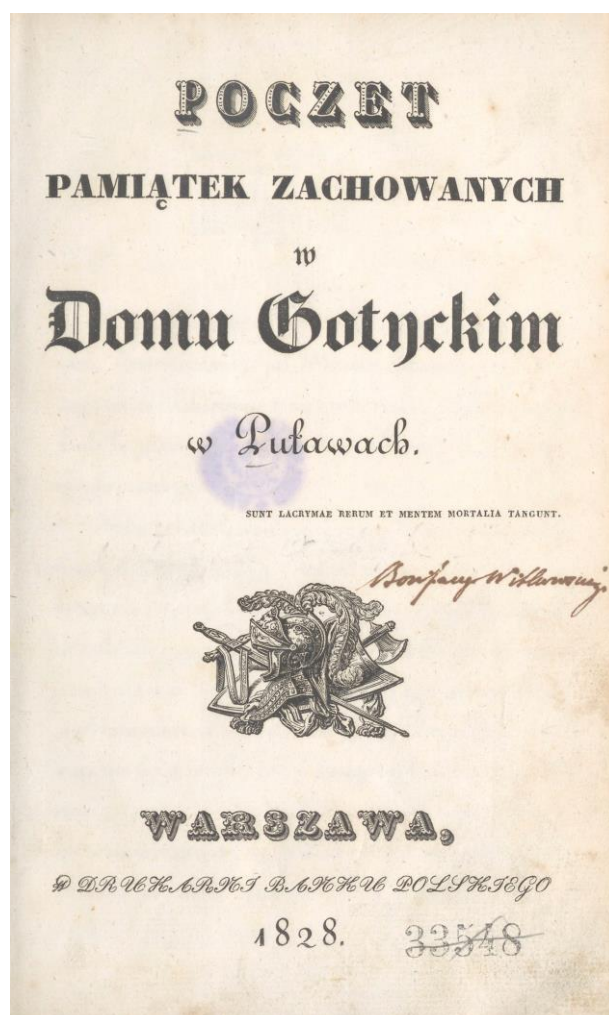 POCZET
PAMIĄTEK ZACHOWANYCH
w
Domu Gotyckim
w Puławach.
SUNT LACRYMAE RERUM ET MENTEM MORTALIA TANGUNT.
WARSZAWA,
W DRUKARNI BANKU POLSKIEGO
1828.
33548